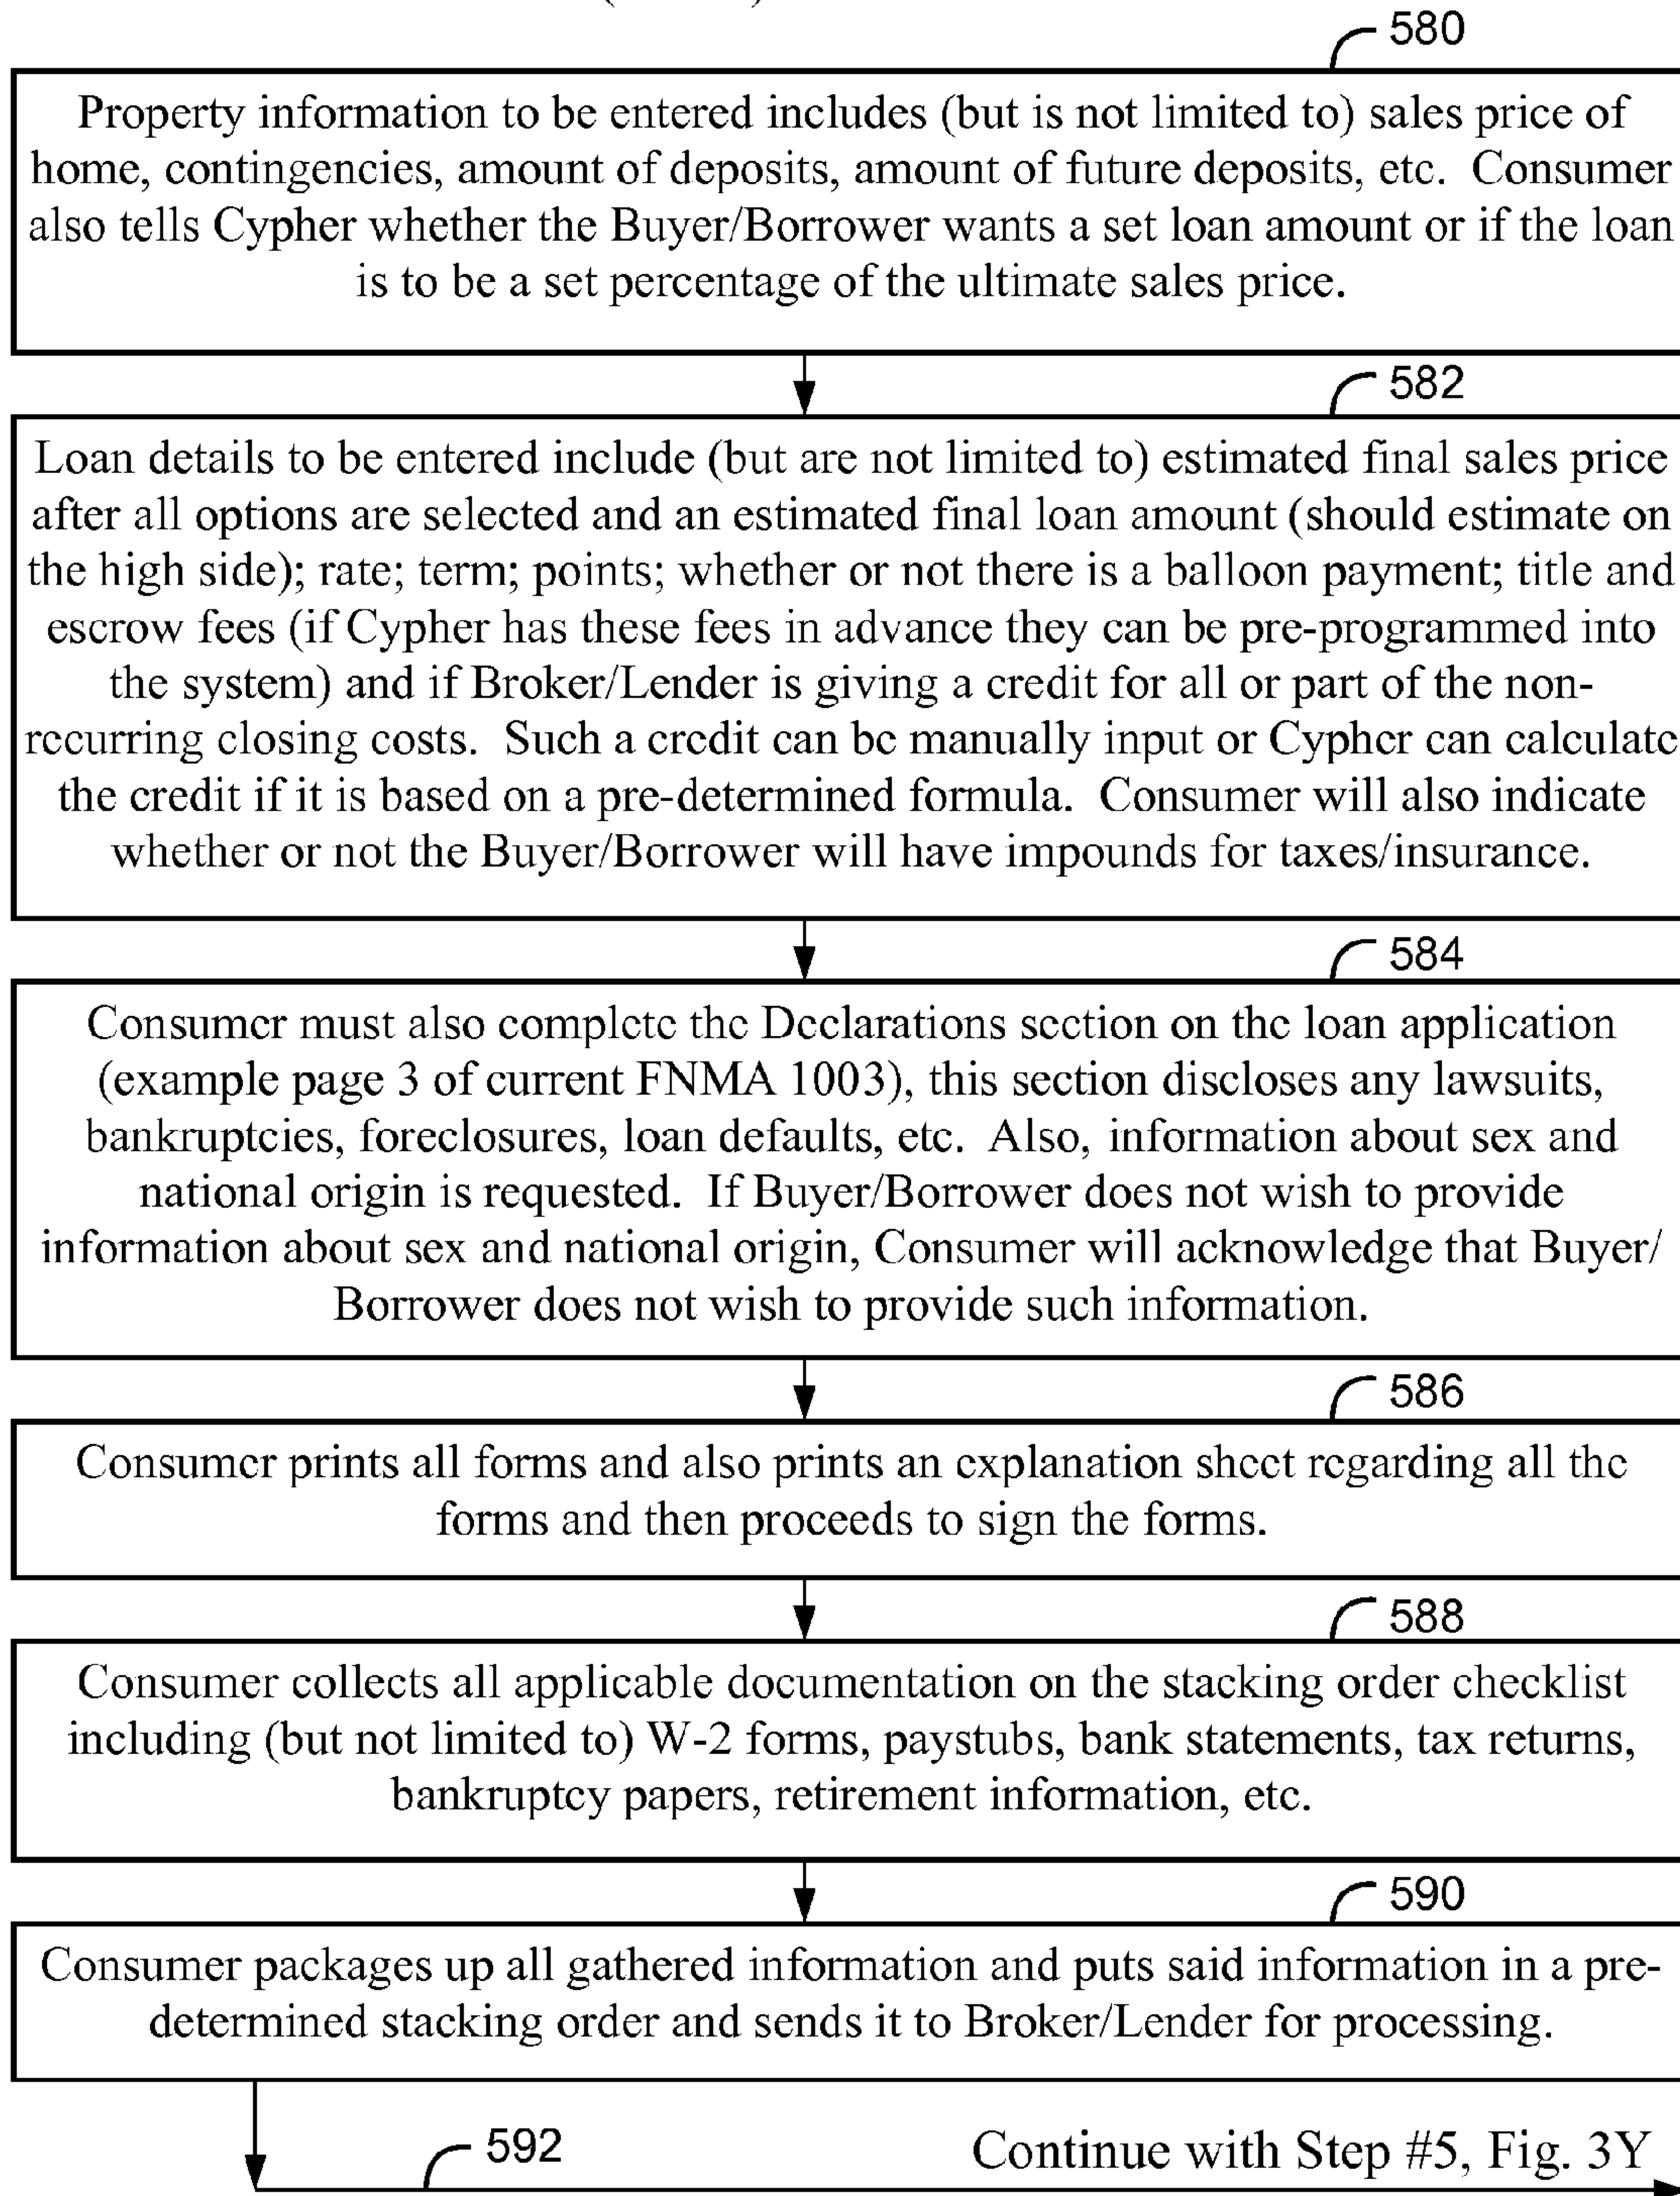 580
Property information to be entered includes (but is not limited to) sales price of
home, contingencies, amount of deposits, amount of future deposits, etc. Consumer
also tells Cypher whether the Buyer/Borrower wants a set loan amount or if the loan
is to be a set percentage of the ultimate sales price.
582
Loan details to be entered include (but are not limited to) estimated final sales price
after all options are selected and an estimated final loan amount (should estimate on
the high side); rate; term; points; whether or not there is a balloon payment; title and
escrow fees (if Cypher has these fees in advance they can be pre-programmed into
the system) and if Broker/Lender is giving a credit for all or part of the non-
recurring closing costs. Such a credit can be manually input or Cypher can calculate
the credit if it is based on a pre-determined formula. Consumer will also indicate
whether or not the Buyer/Borrower will have impounds for taxes/insurance.
584
Consumer must also complete the Declarations section on the loan application
(example page 3 of current FNMA 1003), this section discloses any lawsuits,
bankruptcies, foreclosures, loan defaults, etc. Also, information about sex and
national origin is requested. If Buyer/Borrower does not wish to provide
information about sex and national origin, Consumer will acknowledge that Buyer/
Borrower does not wish to provide such information.
586
Consumer prints all forms and also prints an explanation sheet regarding all the
forms and then proceeds to sign the forms.
588
Consumer collects all applicable documentation on the stacking order checklist
including (but not limited to) W-2 forms, paystubs, bank statements, tax returns,
bankruptcy papers, retirement information, etc.
590
Consumer packages up all gathered information and puts said information in a pre-
determined stacking order and sends it to Broker/Lender for processing.
592
Continue with Step #5, Fig. 3Y